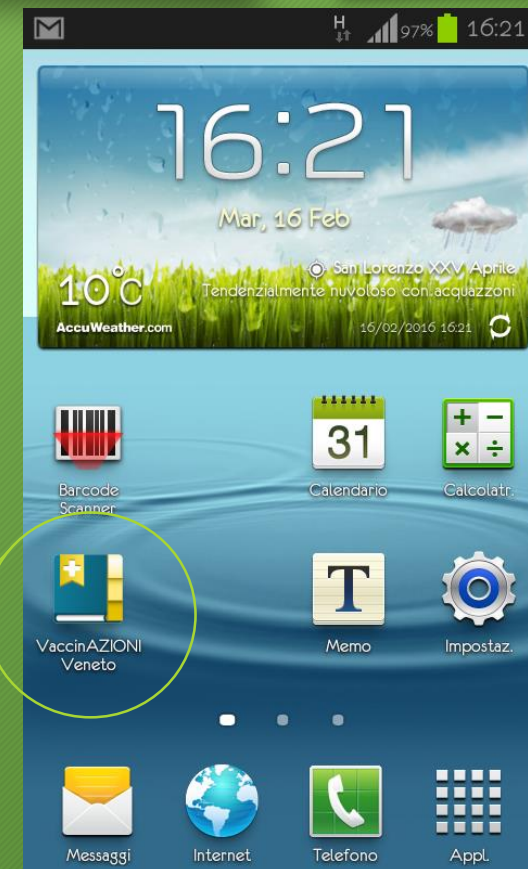 H 97% 16:21
16:21
Mar, 16 Feb
San Lorenzo XXV Aprile
10°C Tendenzialmente nuvoloso con acquazzoni
AccuWeather.com 16/02/2016 16:21
31
+ −
× ÷
Barcode Calendario Calcolatr.
Scanner
T
VaccinAZIONI Memo Impostaz.
Veneto
Messaggi Internet Telefono Appl.